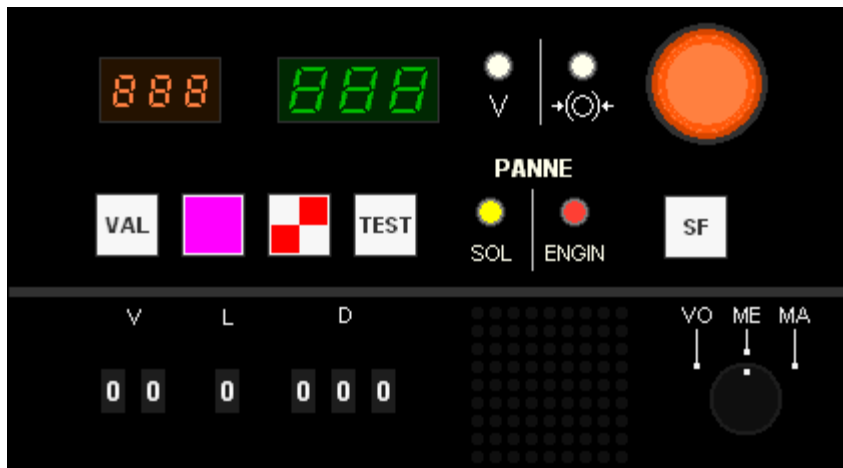 888 888
V
PANNE
VAL TEST SF
SOL ENGIN
V L D VO ME MA
0 0 0 0 0 0